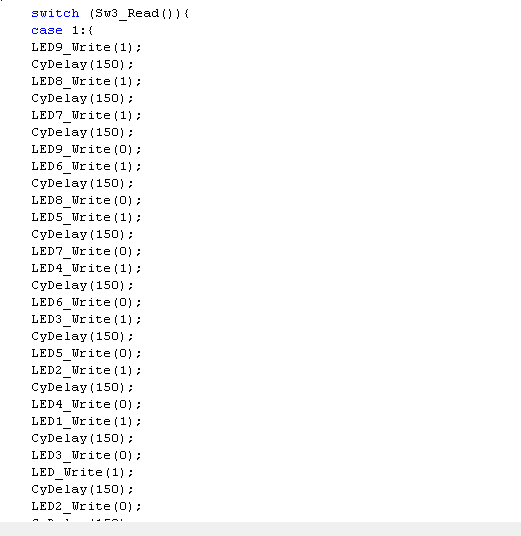 switch (Sw3_Read()){
case 1:{
LED9_Write(1);
CyDelay(150);
LED8_Write(1);
CyDelay(150);
LED7_Write(1);
CyDelay(150);
LED9_Write(0);
LED6_Write(1);
CyDelay(150);
LED8_Write(0);
LED5_Write(1);
CyDelay(150);
LED7_Write(0);
LED4_Write(1);
CyDelay(150);
LED6_Write(0);
LED3_Write(1);
CyDelay(150);
LED5_Write(0);
LED2_Write(1);
CyDelay(150);
LED4_Write(0);
LED1_Write(1);
CyDelay(150);
LED3_Write(0);
LED_Write(1);
CyDelay(150);
LED2_Write(0);